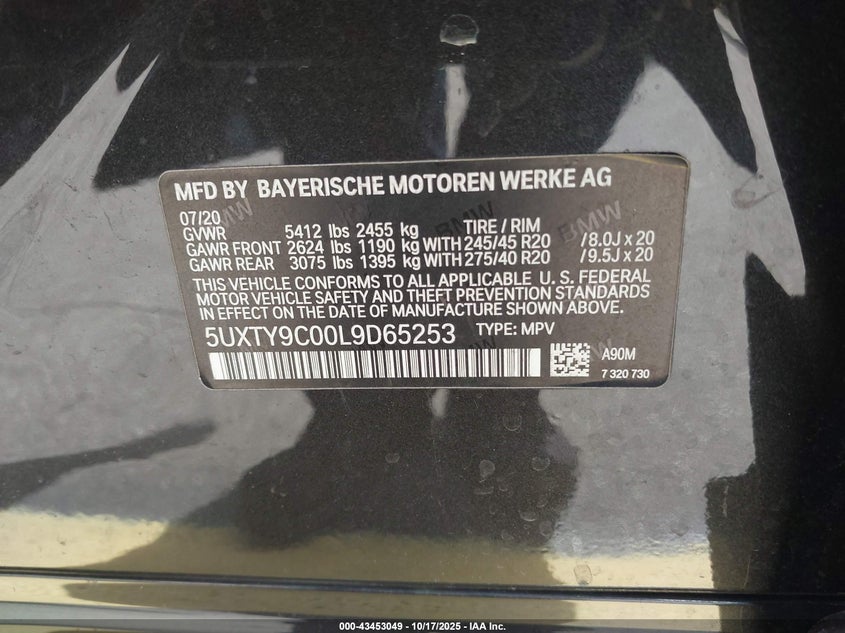 MFD BY BAYERISCHE MOTOREN WERKE AG
07/20
GVWR 5412 lbs 2455 kg TIRE / RIM
GAWR FRONT 2624 lbs 1190 kg WITH 245/45 R20 /8.0J x 20
GAWR REAR 3075 lbs 1395 kg WITH 275/40 R20 /9.5J x 20
THIS VEHICLE CONFORMS TO ALL APPLICABLE U. S. FEDERAL
MOTOR VEHICLE SAFETY AND THEFT PREVENTION STANDARDS
IN EFFECT ON THE DATE OF MANUFACTURE SHOWN ABOVE.
5UXTY9C00L9D65253 TYPE: MPV
A90M
7 320 730
000-43453049 - 10/17/2025 - IAA Inc.